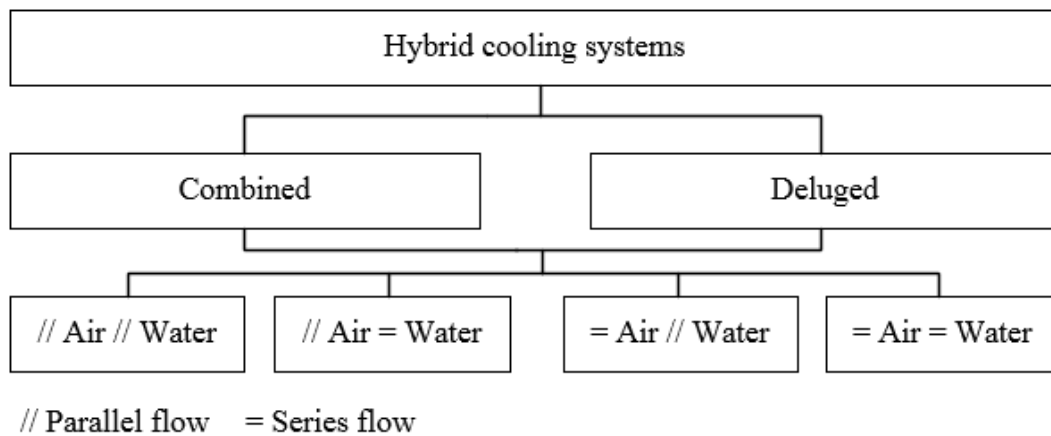 Hybrid cooling systems
Combined
Deluged
// Air // Water
// Air = Water
= Air // Water
= Air = Water
// Parallel flow = Series flow